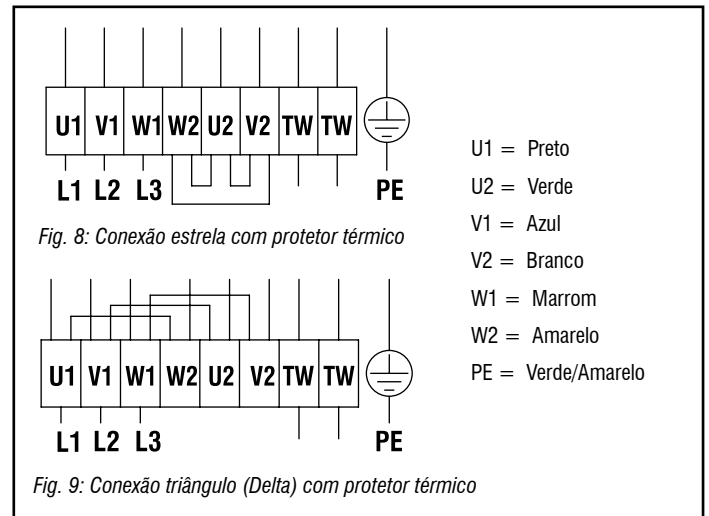 U1 V1 W1 W2 U2 V2 TW TW
L1 L2 L3 PE
Fig. 8: Conexão estrela com protetor térmico
U1 V1 W1 W2 U2 V2 TW TW
L1 L2 L3 PE
Fig. 9: Conexão triângulo (Delta) com protetor térmico
U1 = Preto
U2 = Verde
V1 = Azul
V2 = Branco
W1 = Marrom
W2 = Amarelo
PE = Verde/Amarelo